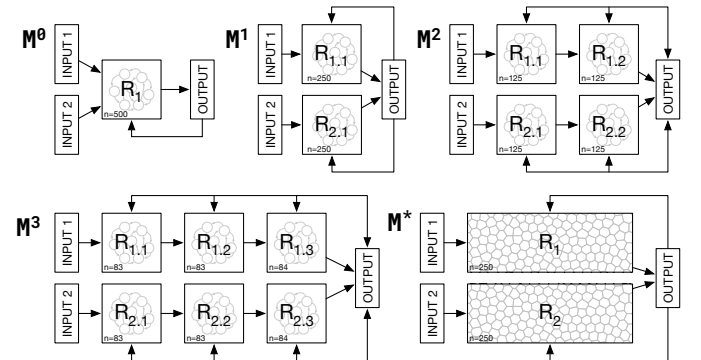 M⁰
INPUT 1
INPUT 2
R₁
n=500
OUTPUT
M¹
INPUT 1
INPUT 2
R₁.₁
n=250
R₂.₁
n=250
OUTPUT
M²
INPUT 1
INPUT 2
R₁.₁
n=125
R₁.₂
n=125
R₂.₁
n=125
R₂.₂
n=125
OUTPUT
M³
INPUT 1
INPUT 2
R₁.₁
n=83
R₁.₂
n=83
R₁.₃
n=84
R₂.₁
n=83
R₂.₂
n=83
R₂.₃
n=84
OUTPUT
M*
INPUT 1
INPUT 2
R₁
n=250
R₂
n=250
OUTPUT